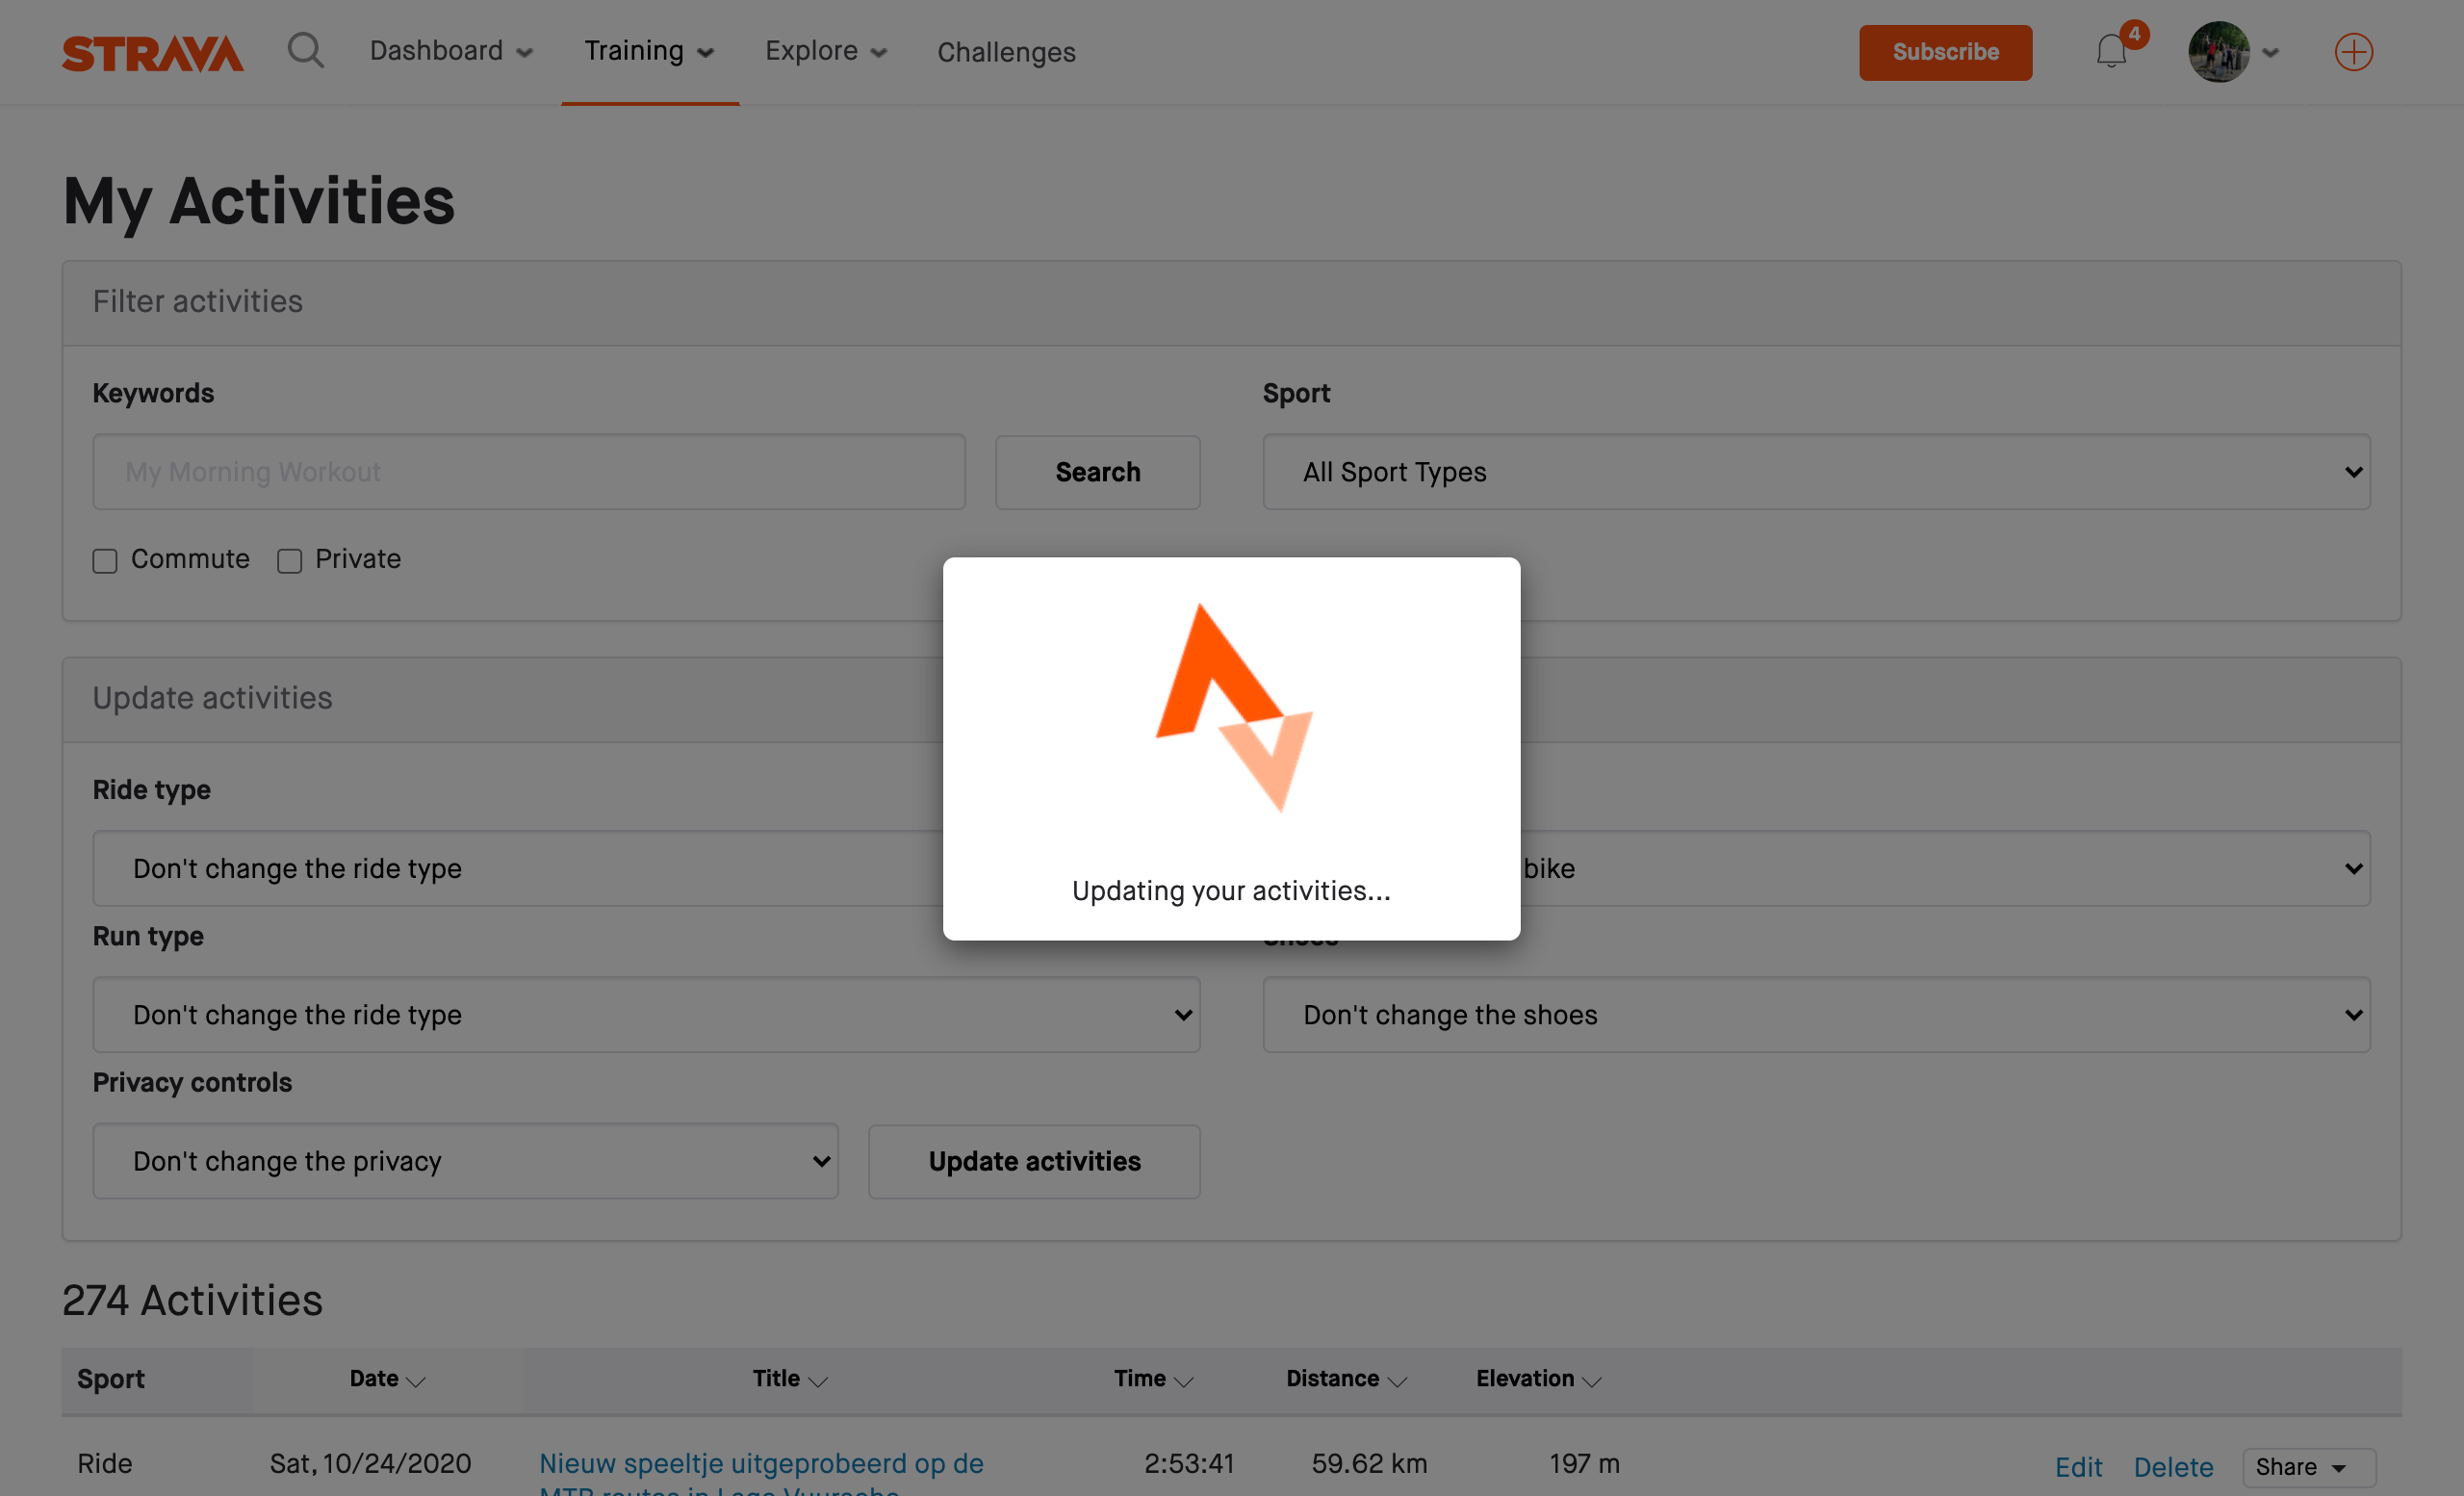 STRAVA
Dashboard
Training
Explore
Challenges
Subscribe
4
My Activities
Filter activities
Keywords
Sport
My Morning Workout
Search
All Sport Types
Commute
Private
Update activities
Ride type
Don't change the ride type
bike
Updating your activities...
Run type
Don't change the ride type
Don't change the shoes
Privacy controls
Don't change the privacy
Update activities
274 Activities
Sport Date Title Time Distance Elevation
Ride Sat, 10/24/2020 Nieuw speeltje uitgeprobeerd op de 2:53:41 59.62 km 197 m Edit Delete Share